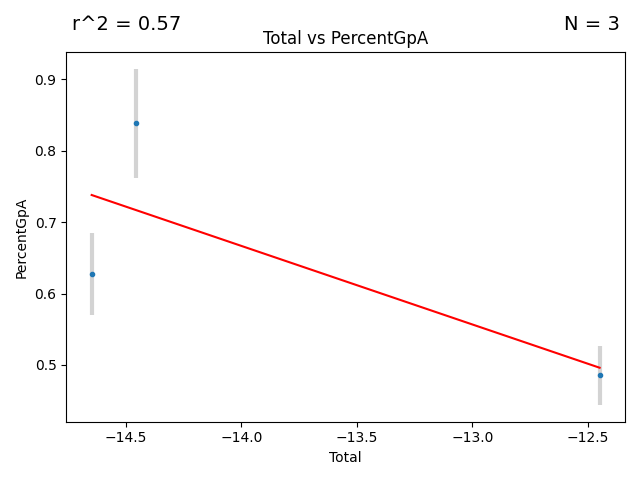 r^2 = 0.57
N = 3
Total vs PercentGpA
0.9
0.8
0.7
0.6
0.5
PercentGpA
−14.5
−14.0
−13.5
−13.0
−12.5
Total